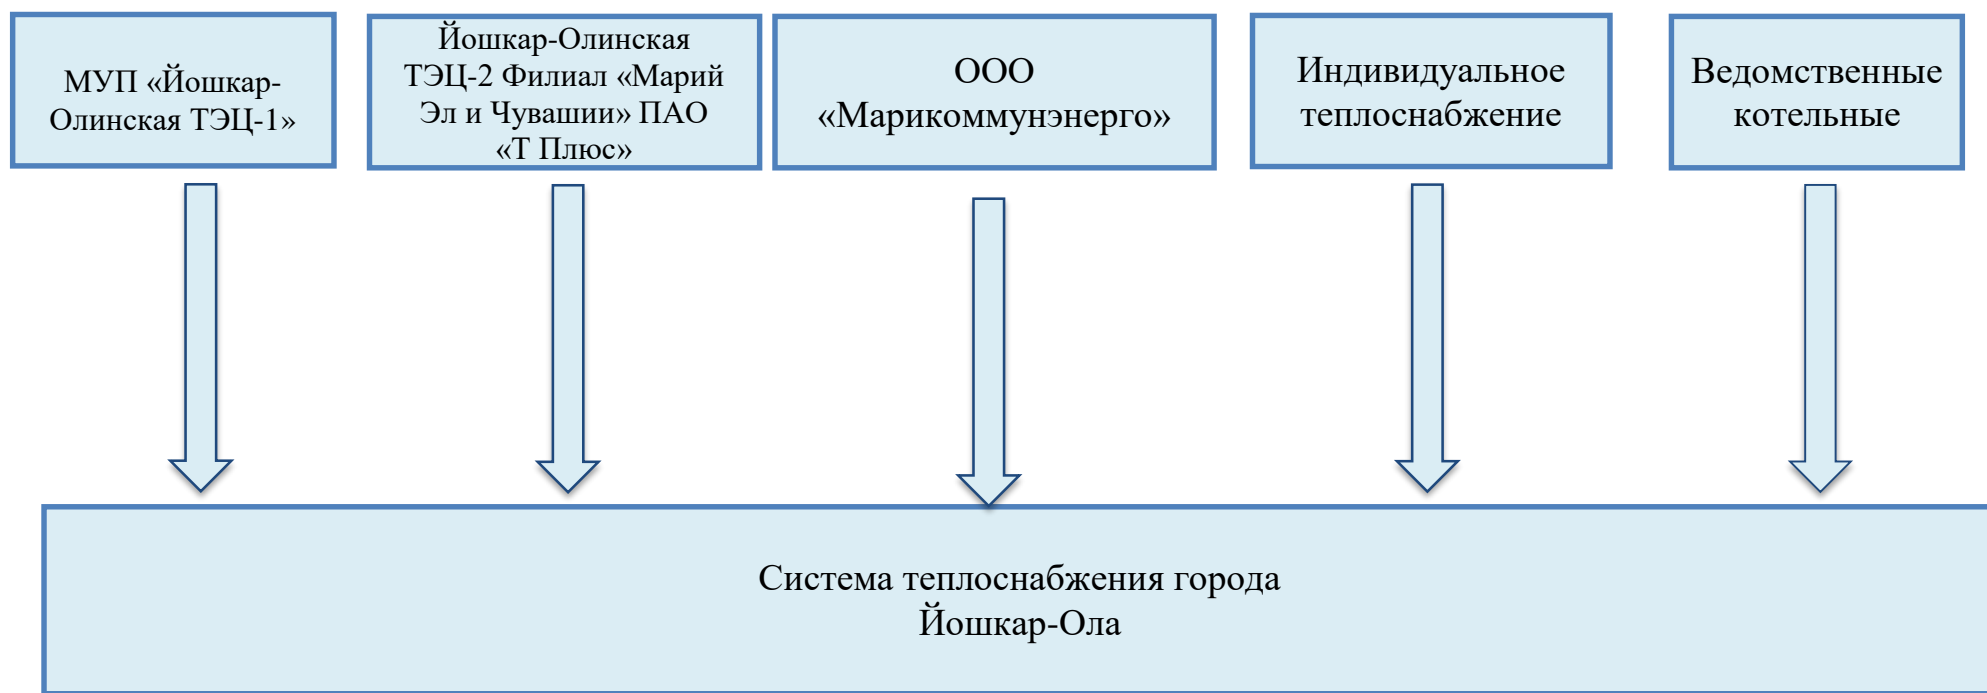 МУП «Йошкар-
Олинская ТЭЦ-1»
Йошкар-Олинская
ТЭЦ-2 Филиал «Марий
Эл и Чувашии» ПАО
«Т Плюс»
ООО
«Марикоммунэнерго»
Индивидуальное
теплоснабжение
Ведомственные
котельные
Система теплоснабжения города
Йошкар-Ола